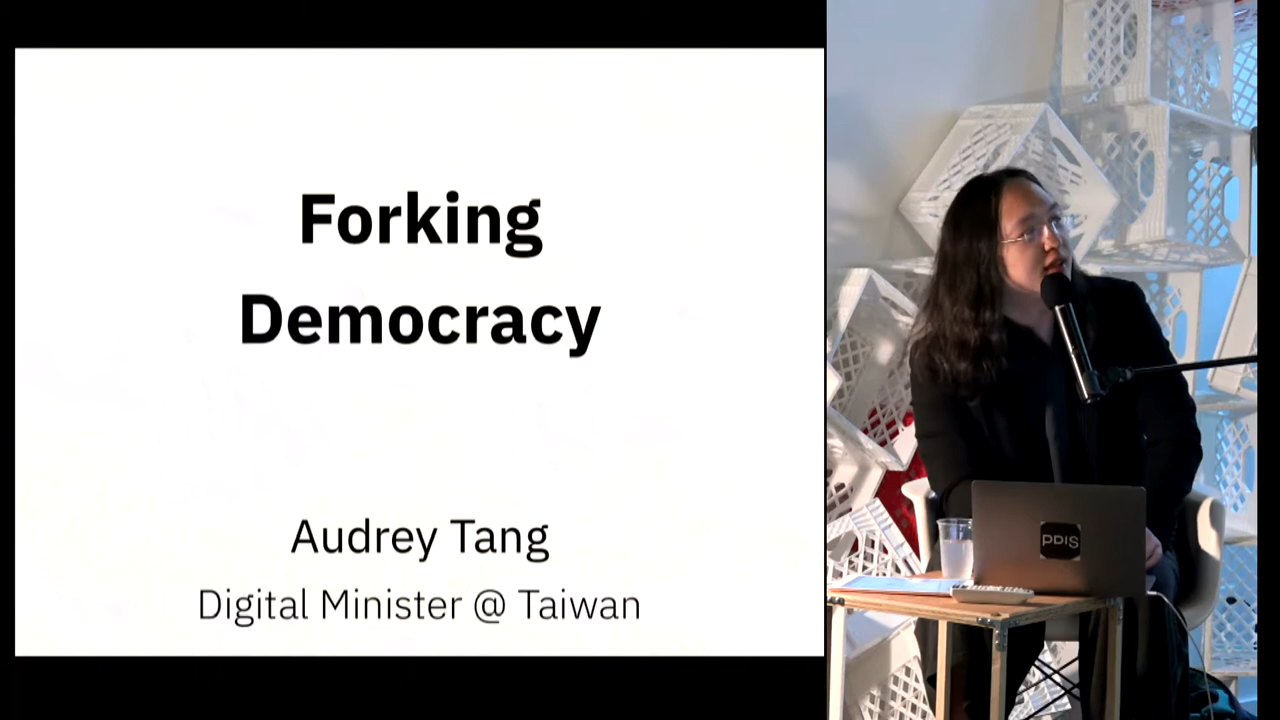 Forking
Democracy
Audrey Tang
Digital Minister @ Taiwan
PDIS